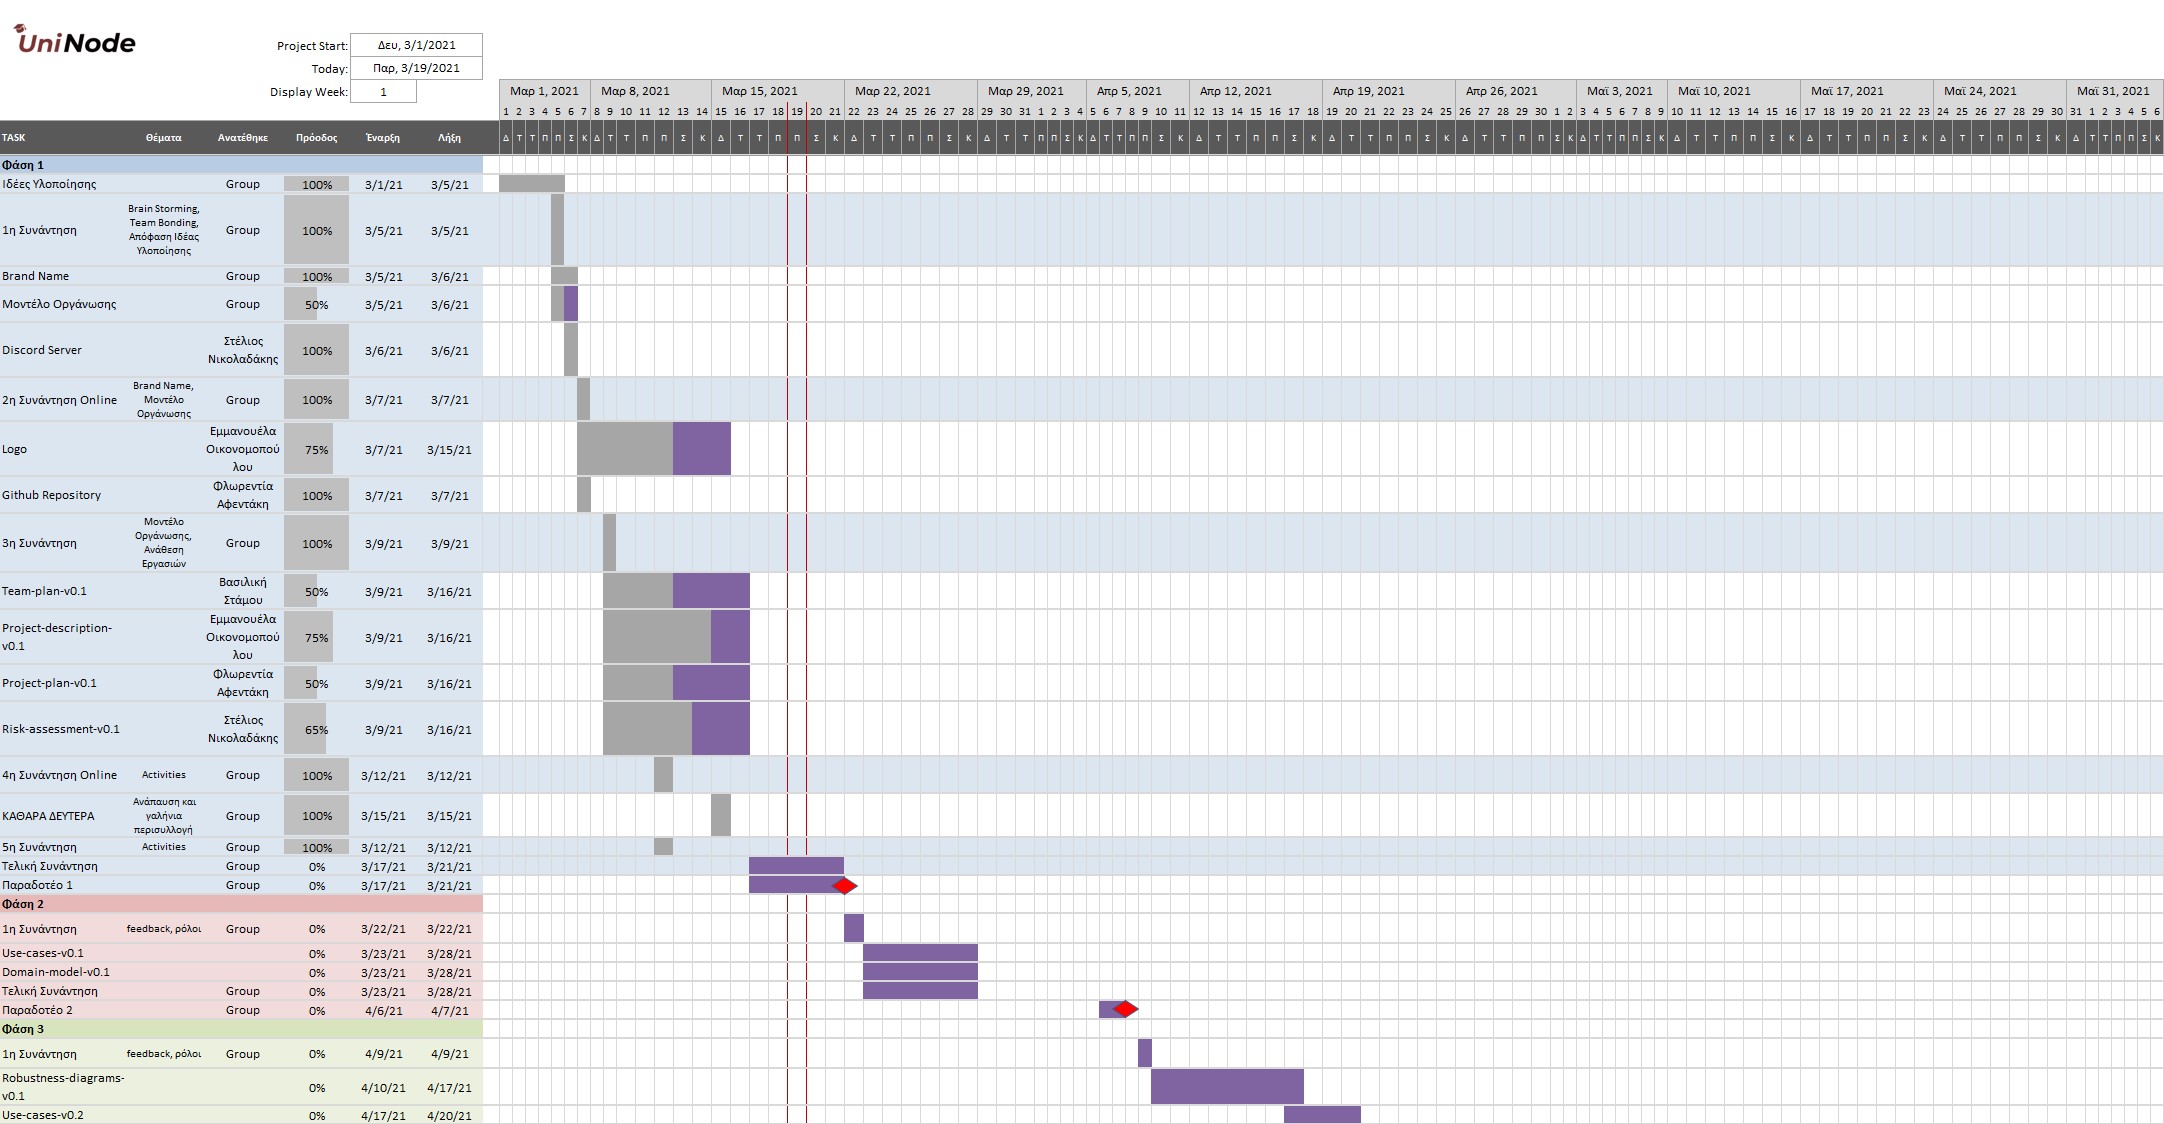 UniNode
Project Start: Δευ, 3/1/2021
Today: Παρ, 3/19/2021
Display Week: 1
Μαρ 1, 2021 Μαρ 8, 2021 Μαρ 15, 2021 Μαρ 22, 2021 Μαρ 29, 2021 Απρ 5, 2021 Απρ 12, 2021 Απρ 19, 2021 Απρ 26, 2021 Μαϊ 3, 2021 Μαϊ 10, 2021 Μαϊ 17, 2021 Μαϊ 24, 2021 Μαϊ 31, 2021
1 2 3 4 5 6 7 8 9 10 11 12 13 14 15 16 17 18 19 20 21 22 23 24 25 26 27 28 29 30 31 1 2 3 4 5 6 7 8 9 10 11 12 13 14 15 16 17 18 19 20 21 22 23 24 25 26 27 28 29 30 1 2 3 4 5 6 7 8 9 10 11 12 13 14 15 16 17 18 19 20 21 22 23 24 25 26 27 28 29 30 31 1 2 3 4 5 6
TASK Θέματα Ανατέθηκε Πρόοδος Έναρξη Λήξη Δ Τ Τ Π Π Σ Κ Δ Τ Τ Π Π Σ Κ Δ Τ Τ Π Π Σ Κ Δ Τ Τ Π Π Σ Κ Δ Τ Τ Π Π Σ Κ Δ Τ Τ Π Π Σ Κ Δ Τ Τ Π Π Σ Κ Δ Τ Τ Π Π Σ Κ Δ Τ Τ Π Π Σ Κ Δ Τ Τ Π Π Σ Κ Δ Τ Τ Π Π Σ Κ Δ Τ Τ Π Π Σ Κ Δ Τ Τ Π Π Σ Κ Δ Τ Τ Π Π Σ Κ
Φάση 1
Ιδέες Υλοποίησης Group 100% 3/1/21 3/5/21
Brain Storming,
Team Bonding,
Απόφαση Ιδέας
Υλοποίησης
1η Συνάντηση Group 100% 3/5/21 3/5/21
Brand Name Group 100% 3/5/21 3/6/21
Μοντέλο Οργάνωσης Group 50% 3/5/21 3/6/21
Στέλιος
Νικολαδάκης
Discord Server 100% 3/6/21 3/6/21
Brand Name,
Μοντέλο
Οργάνωσης
2η Συνάντηση Online Group 100% 3/7/21 3/7/21
Εμμανουέλα
Οικονομοπού
λου
Logo 75% 3/7/21 3/15/21
Φλωρεντία
Αφεντάκη
Github Repository 100% 3/7/21 3/7/21
Μοντέλο
Οργάνωσης,
Ανάθεση
Εργασιών
3η Συνάντηση Group 100% 3/9/21 3/9/21
Βασιλική
Στάμου
Team-plan-v0.1 50% 3/9/21 3/16/21
Εμμανουέλα
Οικονομοπού
λου
Project-description-
v0.1 75% 3/9/21 3/16/21
Φλωρεντία
Αφεντάκη
Project-plan-v0.1 50% 3/9/21 3/16/21
Στέλιος
Νικολαδάκης
Risk-assessment-v0.1 65% 3/9/21 3/16/21
4η Συνάντηση Online Activities Group 100% 3/12/21 3/12/21
Ανάπαυση και
γαλήνια
περισυλλογή
ΚΑΘΑΡΑ ΔΕΥΤΕΡΑ Group 100% 3/15/21 3/15/21
5η Συνάντηση Activities Group 100% 3/12/21 3/12/21
Τελική Συνάντηση Group 0% 3/17/21 3/21/21
Παραδοτέο 1 Group 0% 3/17/21 3/21/21
Φάση 2
1η Συνάντηση feedback, ρόλοι Group 0% 3/22/21 3/22/21
Use-cases-v0.1 0% 3/23/21 3/28/21
Domain-model-v0.1 0% 3/23/21 3/28/21
Τελική Συνάντηση Group 0% 3/23/21 3/28/21
Παραδοτέο 2 Group 0% 4/6/21 4/7/21
Φάση 3
1η Συνάντηση feedback, ρόλοι Group 0% 4/9/21 4/9/21
Robustness-diagrams-
v0.1 0% 4/10/21 4/17/21
Use-cases-v0.2 0% 4/17/21 4/20/21